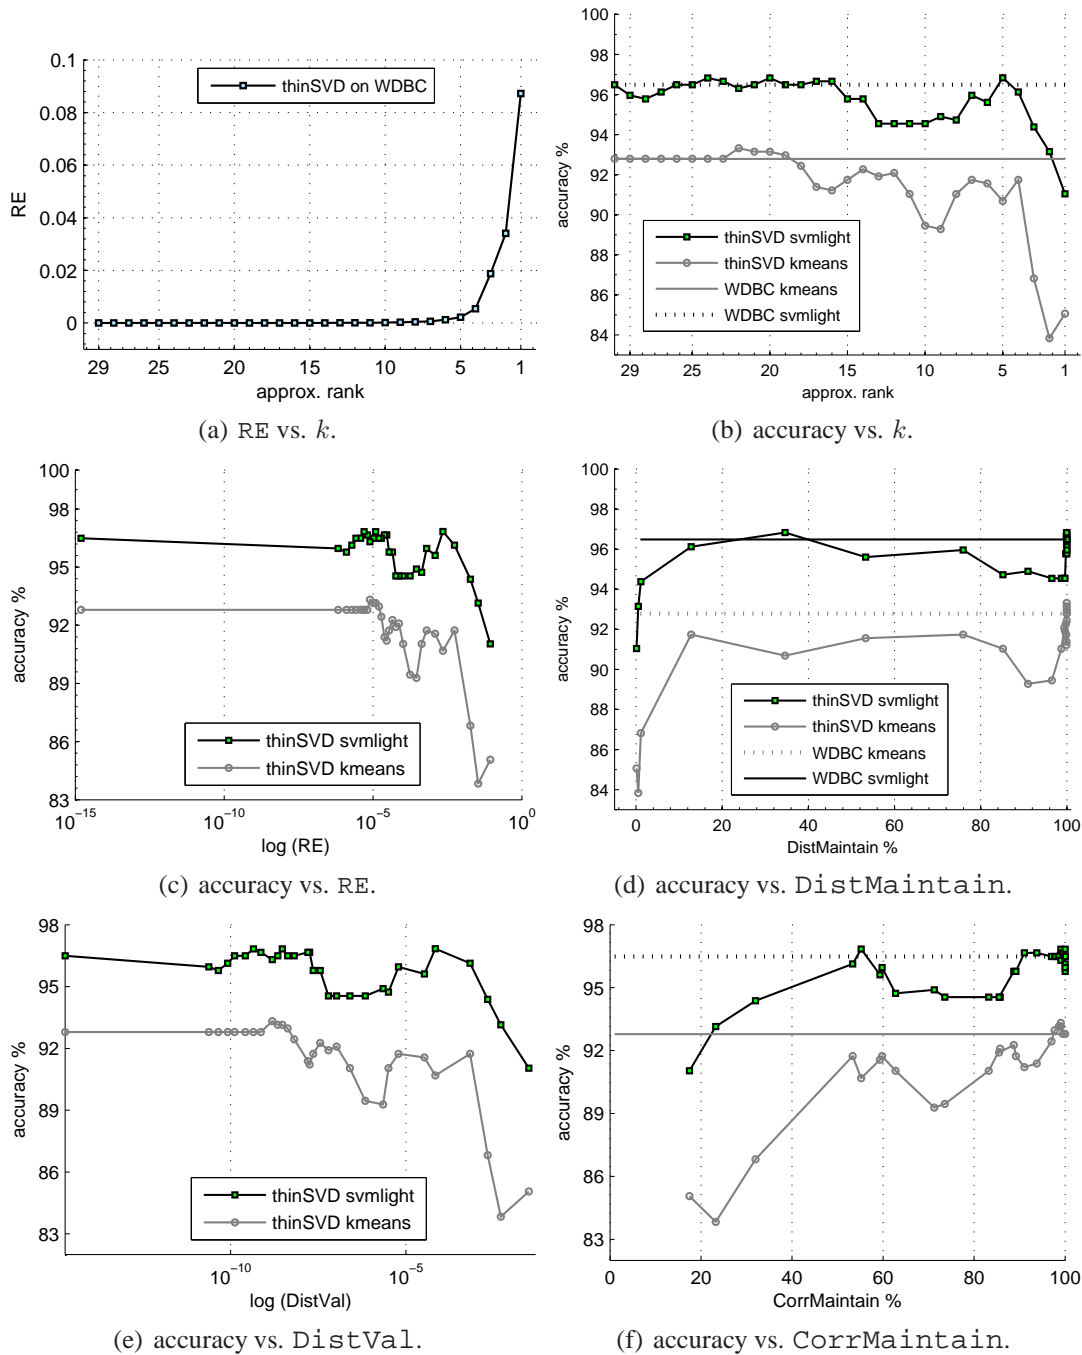 0.1
0.08
0.06
0.04
0.02
0
RE
thinSVD on WDBC
29 25 20 15 10 5 1
approx. rank
(a) RE vs. k.
100
98
96
94
92
90
88
86
84
accuracy %
thinSVD svmlight
thinSVD kmeans
WDBC kmeans
WDBC svmlight
29 25 20 15 10 5 1
approx. rank
(b) accuracy vs. k.
100
98
95
92
89
86
83
accuracy %
thinSVD svmlight
thinSVD kmeans
10−15 10−10 10−5 100
log (RE)
(c) accuracy vs. RE.
100
98
96
94
92
90
88
86
84
accuracy %
thinSVD svmlight
thinSVD kmeans
WDBC kmeans
WDBC svmlight
0 20 40 60 80 100
DistMaintain %
(d) accuracy vs. DistMaintain.
98
95
92
89
86
83
accuracy %
thinSVD svmlight
thinSVD kmeans
10−10 10−5
log (DistVal)
(e) accuracy vs. DistVal.
98
95
92
89
86
83
accuracy %
0 20 40 60 80 100
CorrMaintain %
(f) accuracy vs. CorrMaintain.